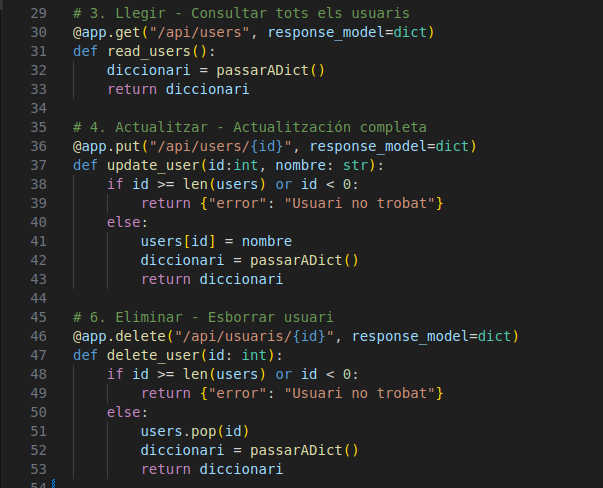 29 # 3. Llegir - Consultar tots els usuaris
30 @app.get("/api/users", response_model=dict)
31 def read_users():
32     diccionari = passarADict()
33     return diccionari
34
35 # 4. Actualitzar - Actualització completa
36 @app.put("/api/users/{id}", response_model=dict)
37 def update_user(id:int, nombre: str):
38     if id >= len(users) or id < 0:
39         return {"error": "Usuari no trobat"}
40     else:
41         users[id] = nombre
42         diccionari = passarADict()
43         return diccionari
44
45 # 6. Eliminar - Esborrar usuari
46 @app.delete("/api/usuaris/{id}", response_model=dict)
47 def delete_user(id: int):
48     if id >= len(users) or id < 0:
49         return {"error": "Usuari no trobat"}
50     else:
51         users.pop(id)
52         diccionari = passarADict()
53         return diccionari
54